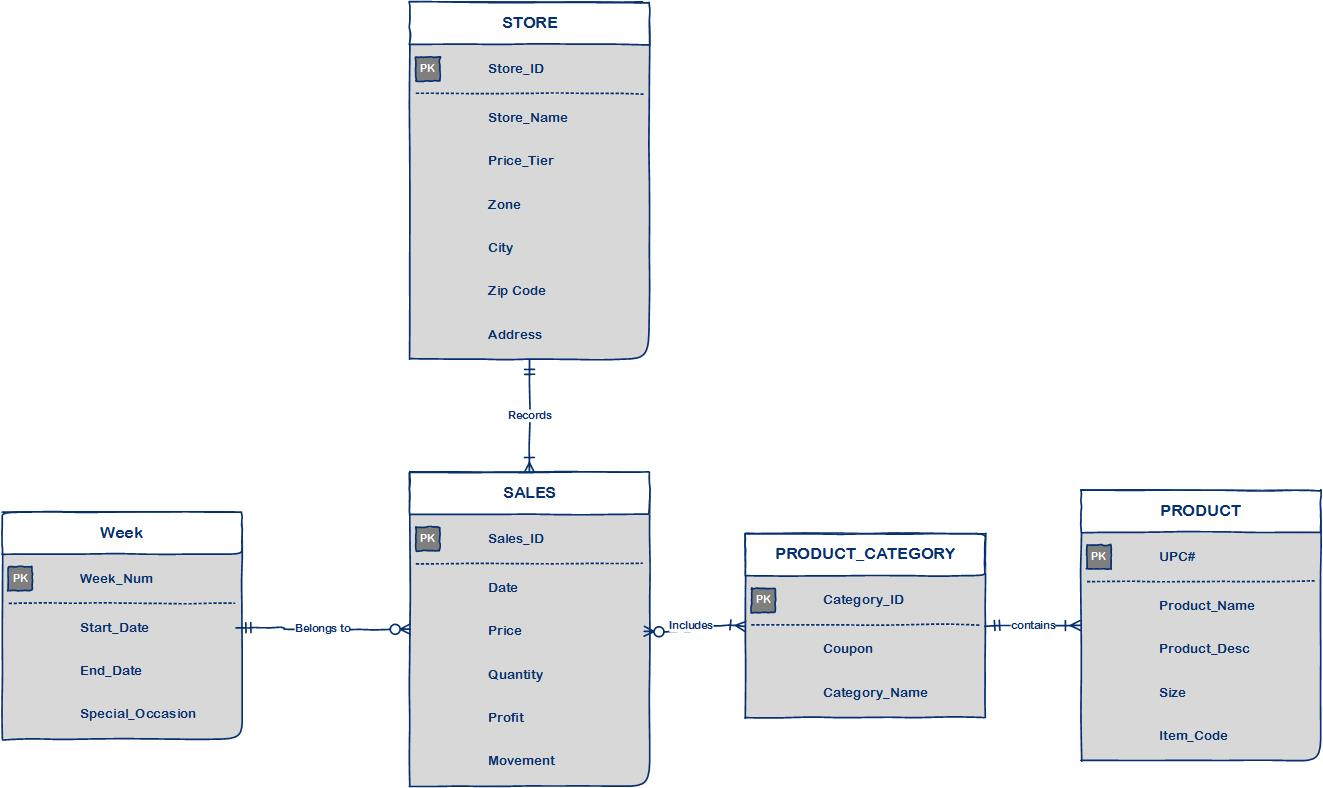 STORE
PK Store_ID
Store_Name
Price_Tier
Zone
City
Zip Code
Address
Records
SALES
PK Sales_ID
Date
Price
Quantity
Profit
Movement
Week
PK Week_Num
Start_Date
End_Date
Special_Occasion
Belongs to
Includes
PRODUCT_CATEGORY
PK Category_ID
Coupon
Category_Name
contains
PRODUCT
PK UPC#
Product_Name
Product_Desc
Size
Item_Code